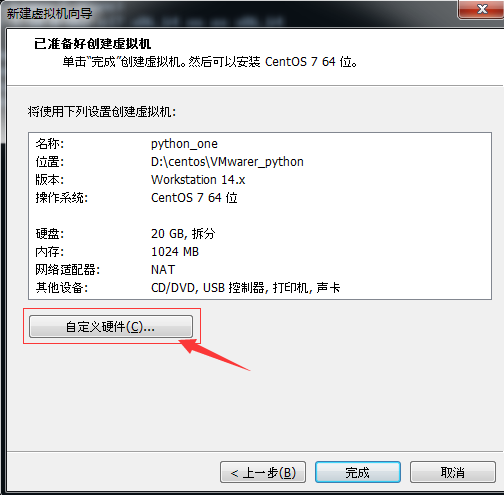 新建虚拟机向导
已准备好创建虚拟机
单击“完成”创建虚拟机。然后可以安装 CentOS 7 64 位。
将使用下列设置创建虚拟机:
名称: python_one
位置: D:\centos\VMwarer_python
版本: Workstation 14.x
操作系统: CentOS 7 64 位
硬盘: 20 GB, 拆分
内存: 1024 MB
网络适配器: NAT
其他设备: CD/DVD, USB 控制器, 打印机, 声卡
自定义硬件(C)...
< 上一步(B) 完成 取消